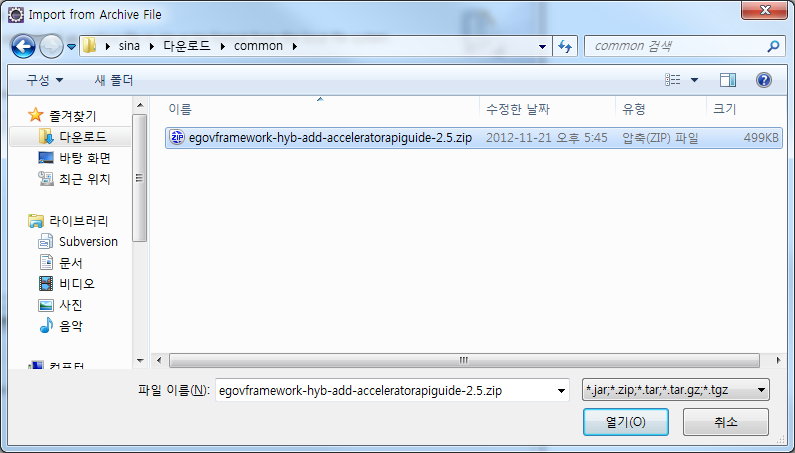 Import from Archive File
sina 다운로드 common
common 검색
구성 새 폴더
이름 수정한 날짜 유형 크기
즐겨찾기
다운로드
바탕 화면
최근 위치
라이브러리
Subversion
문서
비디오
사진
음악
컴퓨터
egovframework-hyb-add-acceleratorapiguide-2.5.zip 2012-11-21 오후 5:45 압축(ZIP) 파일 499KB
파일 이름(N): egovframework-hyb-add-acceleratorapiguide-2.5.zip *.jar;*.zip;*.tar;*.tar.gz;*.tgz
열기(O) 취소